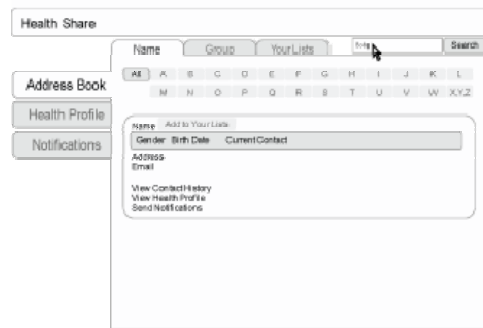 Health Share
Name Group Your Lists Search
All A B C D E F G H I J K L
M N O P Q R S T U V W X,Y,Z
Address Book
Health Profile
Notifications
Name Add to Your Lists
Gender Birth Date Current Contact
Address
Email
View Contact History
View Health Profile
Send Notifications